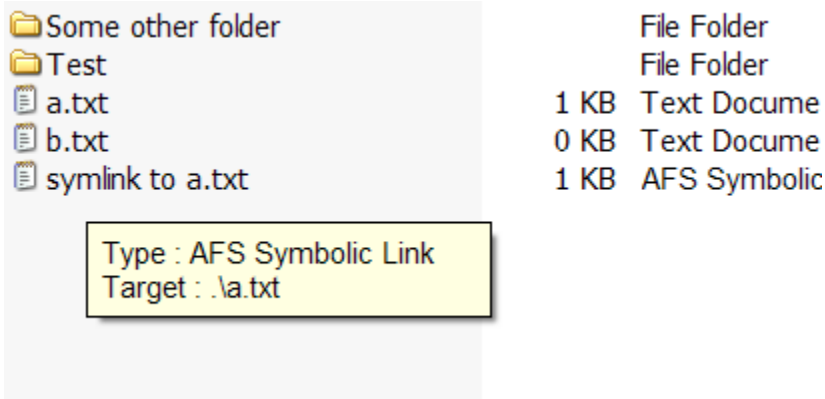 Some other folder File Folder
Test File Folder
a.txt 1 KB Text Docume
b.txt 0 KB Text Docume
symlink to a.txt 1 KB AFS Symbolic
Type : AFS Symbolic Link
Target : .\a.txt